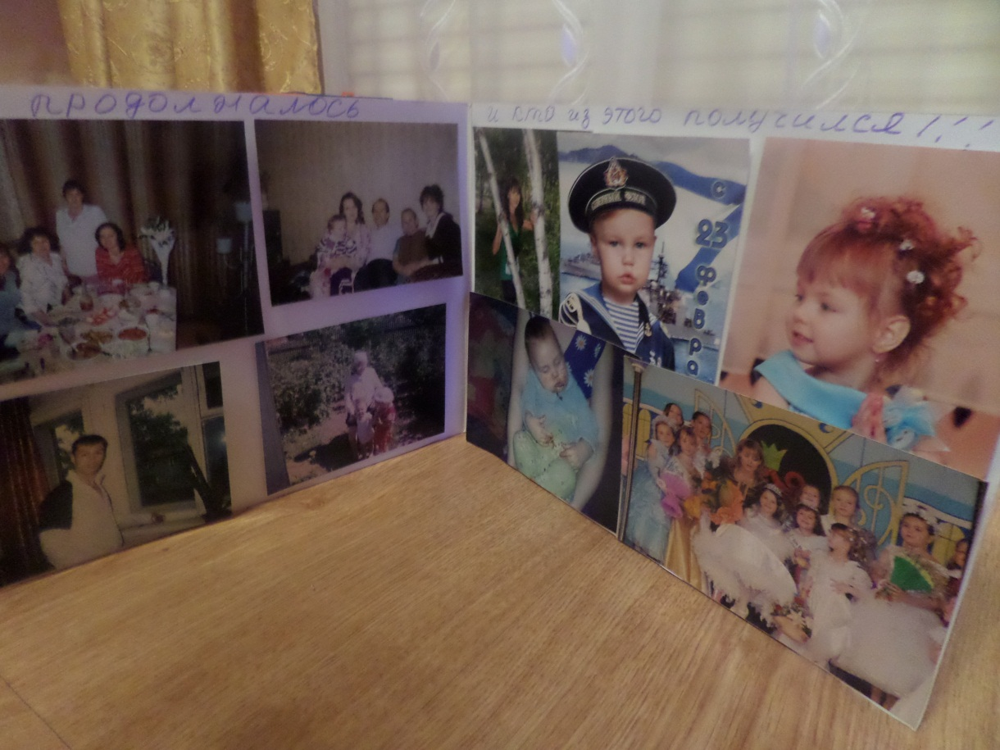 продолжалось
и кто из этого получился!!!
с
23
февра